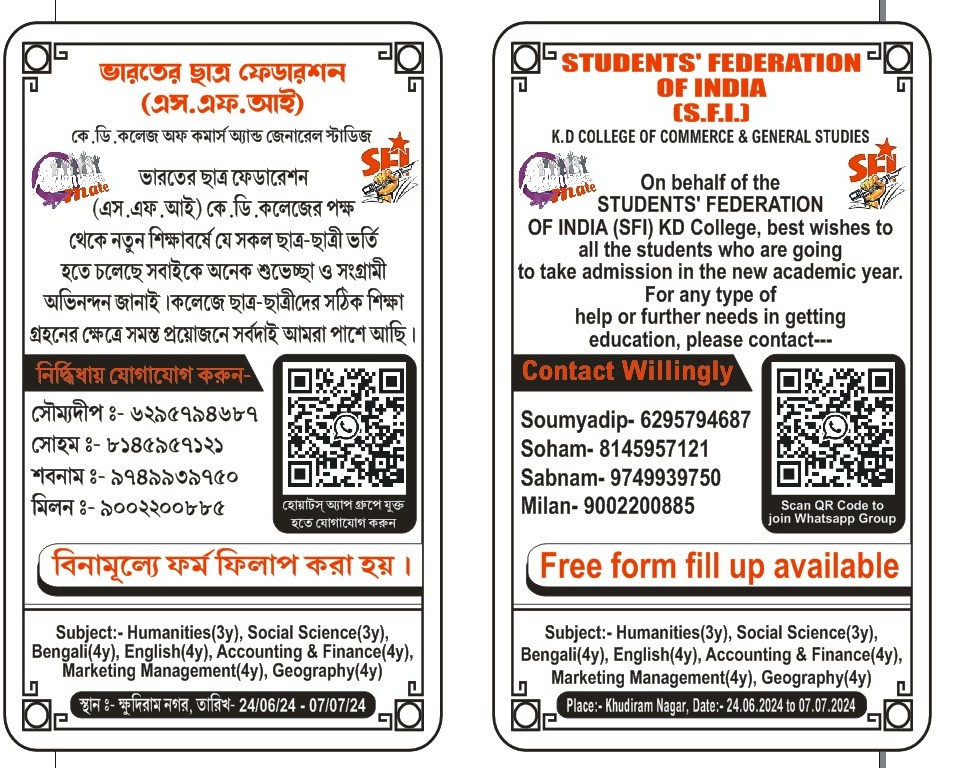 ভারতের ছাত্র ফেডারশন
(এস.এফ.আই)
কে.ডি.কলেজ অফ কমার্স অ্যান্ড জেনারেল স্টাডিজ
mate
SFI
ভারতের ছাত্র ফেডারেশন
(এস.এফ.আই) কে.ডি.কলেজের পক্ষ
থেকে নতুন শিক্ষাবর্ষে যে সকল ছাত্র-ছাত্রী ভর্তি
হতে চলেছে সবাইকে অনেক শুভেচ্ছা ও সংগ্রামী
অভিনন্দন জানাই।কলেজে ছাত্র-ছাত্রীদের সঠিক শিক্ষা
গ্রহনের ক্ষেত্রে সমস্ত প্রয়োজনে সর্বদাই আমরা পাশে আছি।
নির্দ্ধিধায় যোগাযোগ করুন-
সৌম্যদীপ ঃ- ৬২৯৫৭৯৪৬৮৭
সোহম ঃ- ৮১৪৫৯৫৭১২১
শবনাম ঃ- ৯৭৪৯৯৩৯৭৫০
মিলন ঃ- ৯০০২২০০৮৮৫
হোয়াটস্ অ্যাপ গ্রুপে যুক্ত
হতে যোগাযোগ করুন
বিনামূল্যে ফর্ম ফিলাপ করা হয়।
Subject:- Humanities(3y), Social Science(3y),
Bengali(4y), English(4y), Accounting & Finance(4y),
Marketing Management(4y), Geography(4y)
স্থান ঃ- ক্ষুদিরাম নগর, তারিখ- 24/06/24 - 07/07/24
STUDENTS' FEDERATION
OF INDIA
(S.F.I.)
K.D COLLEGE OF COMMERCE & GENERAL STUDIES
mate
SFI
On behalf of the
STUDENTS' FEDERATION
OF INDIA (SFI) KD College, best wishes to
all the students who are going
to take admission in the new academic year.
For any type of
help or further needs in getting
education, please contact---
Contact Willingly
Soumyadip- 6295794687
Soham- 8145957121
Sabnam- 9749939750
Milan- 9002200885
Scan QR Code to
join Whatsapp Group
Free form fill up available
Subject:- Humanities(3y), Social Science(3y),
Bengali(4y), English(4y), Accounting & Finance(4y),
Marketing Management(4y), Geography(4y)
Place:- Khudiram Nagar, Date:- 24.06.2024 to 07.07.2024